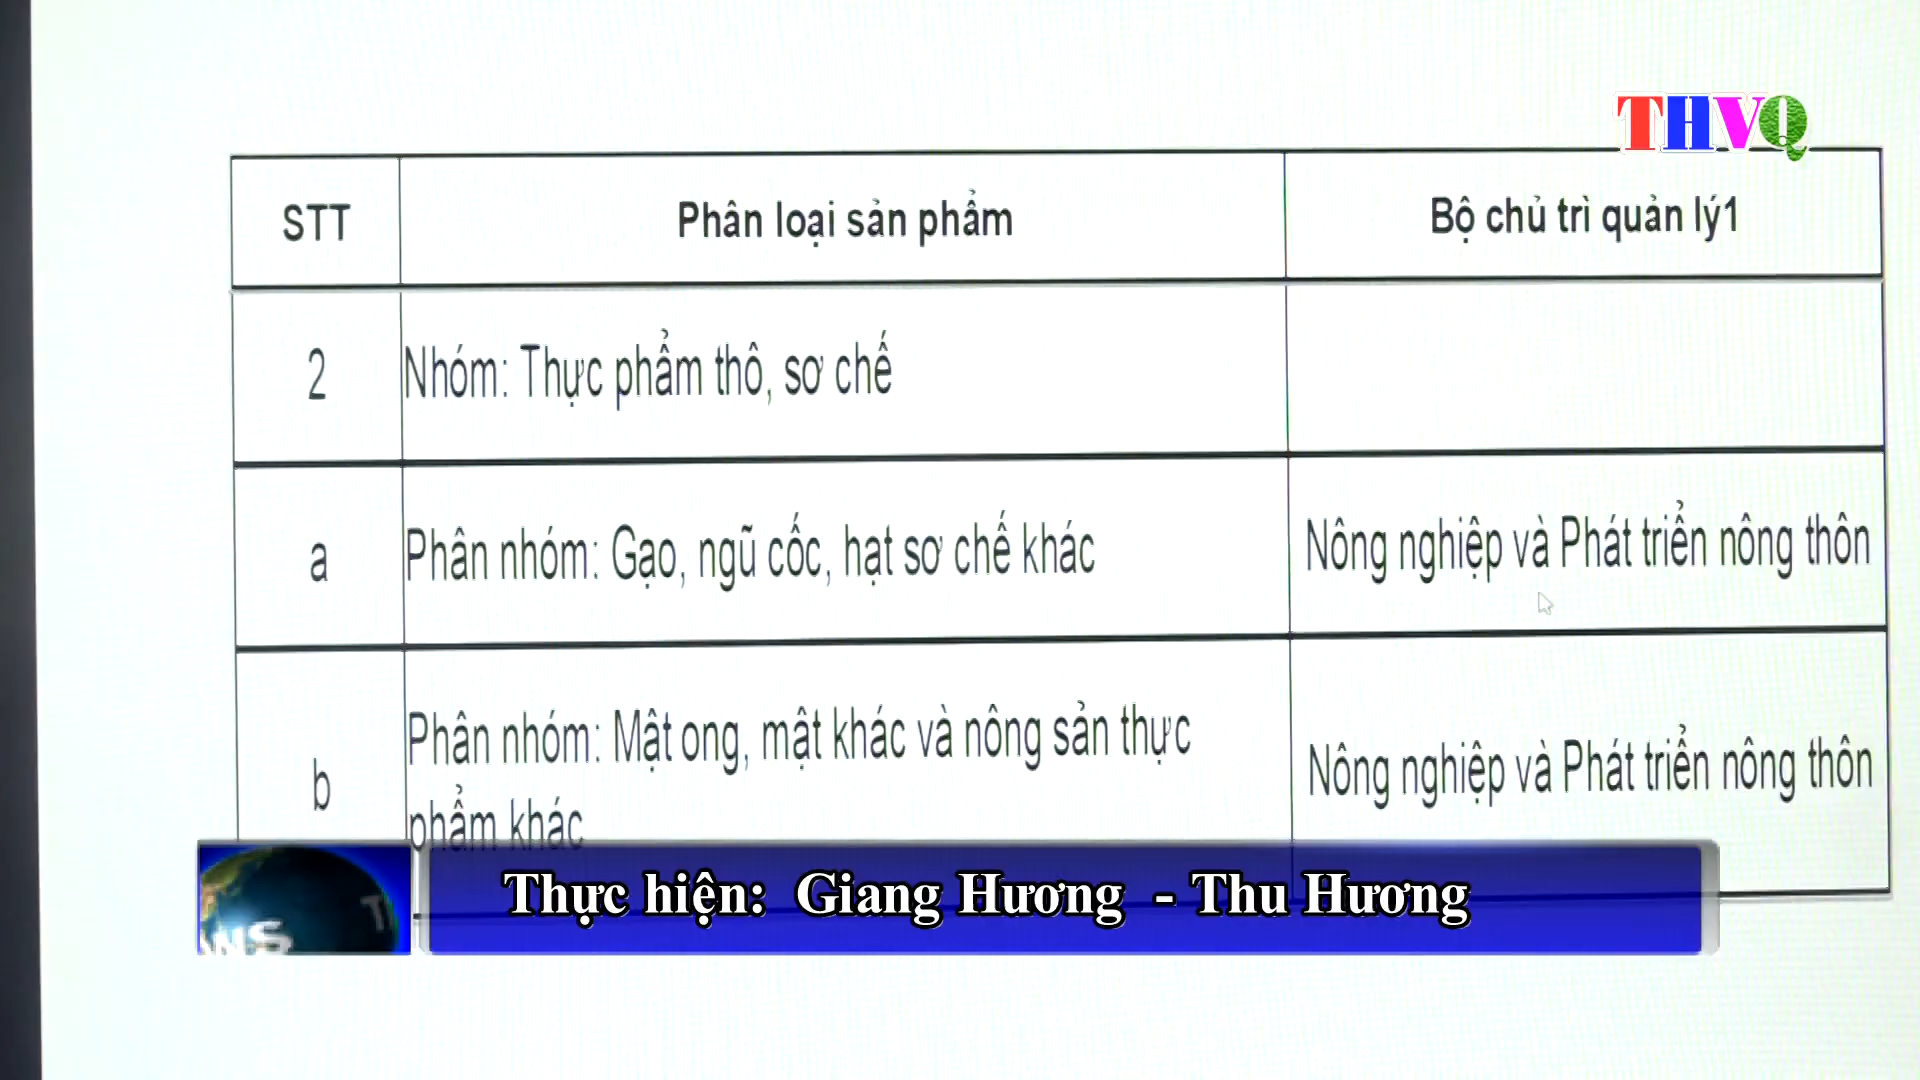 THVQ
STT
Phân loại sản phẩm
Bộ chủ trì quản lý1
2
Nhóm: Thực phẩm thô, sơ chế
a
Phân nhóm: Gạo, ngũ cốc, hạt sơ chế khác
Nông nghiệp và Phát triển nông thôn
b
Phân nhóm: Mật ong, mật khác và nông sản thực
phẩm khác
Nông nghiệp và Phát triển nông thôn
Thực hiện: Giang Hương - Thu Hương